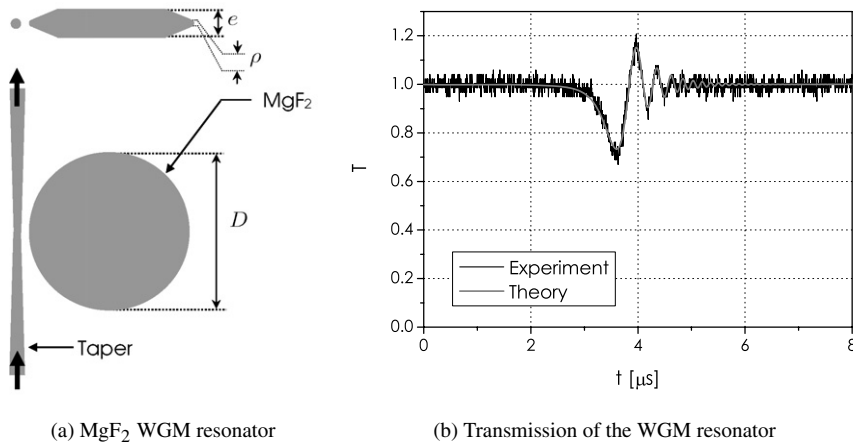 e
ρ
MgF2
D
Taper
(a) MgF2 WGM resonator
1.2
1.0
0.8
0.6
0.4
0.2
0.0
T
Experiment
Theory
0 2 4 6 8
t [μs]
(b) Transmission of the WGM resonator